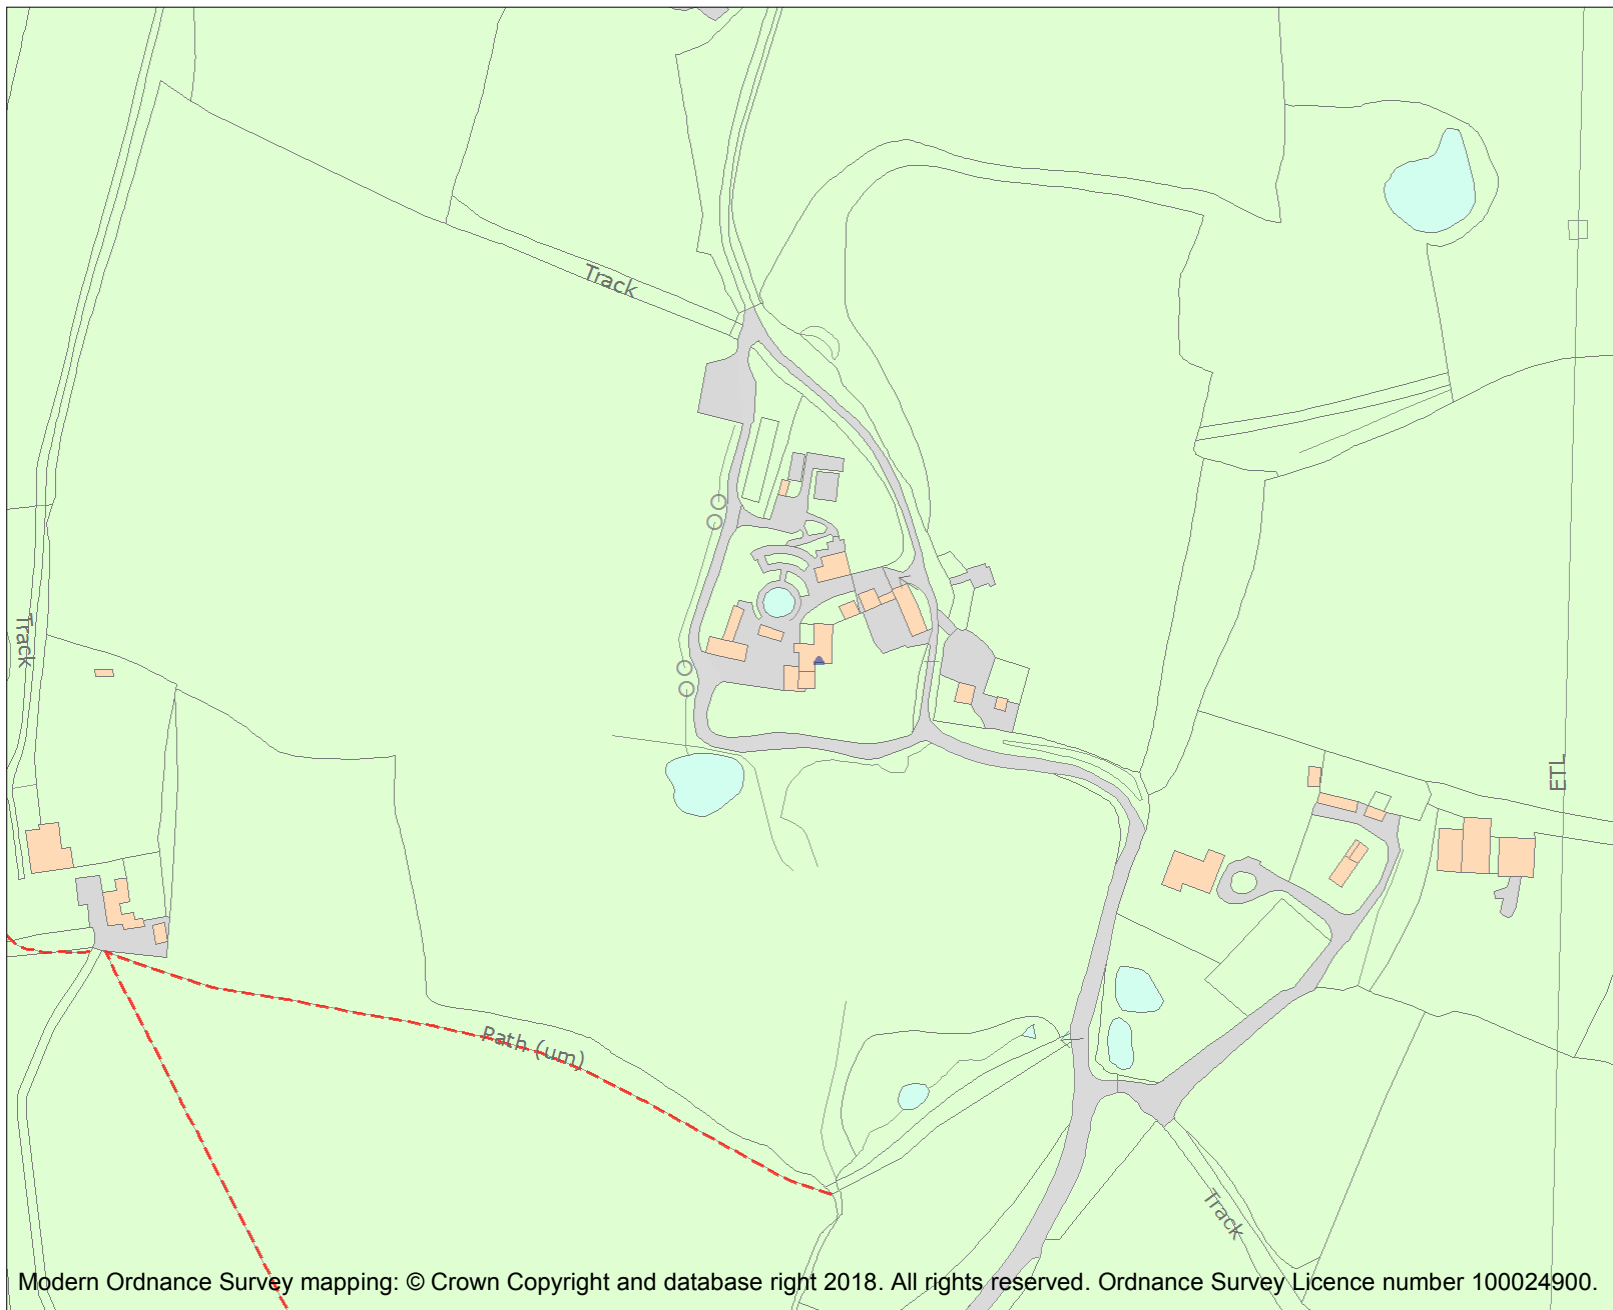 Track
Track
ETL
Path (um)
Track
Modern Ordnance Survey mapping: © Crown Copyright and database right 2018. All rights reserved. Ordnance Survey Licence number 100024900.